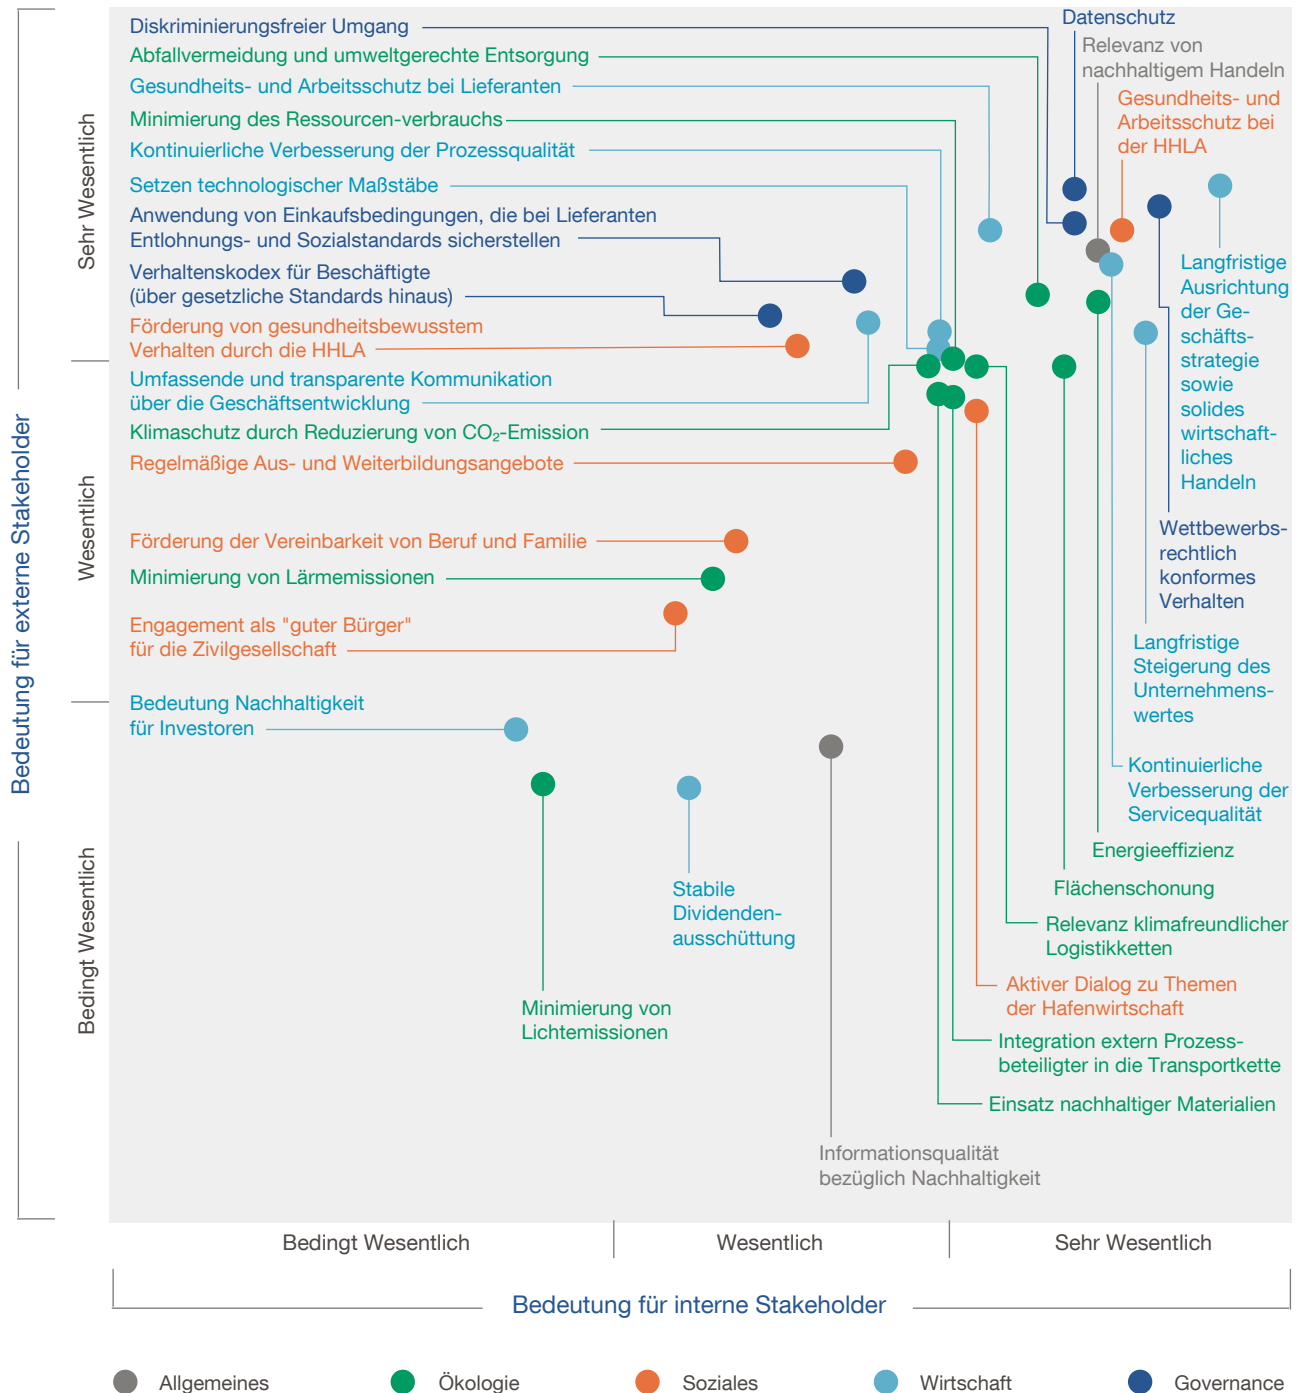 Diskriminierungsfreier Umgang
Abfallvermeidung und umweltgerechte Entsorgung
Gesundheits- und Arbeitsschutz bei Lieferanten
Minimierung des Ressourcen-verbrauchs
Kontinuierliche Verbesserung der Prozessqualität
Setzen technologischer Maßstäbe
Anwendung von Einkaufsbedingungen, die bei Lieferanten
Entlohnungs- und Sozialstandards sicherstellen
Verhaltenskodex für Beschäftigte
(über gesetzliche Standards hinaus)
Förderung von gesundheitsbewusstem
Verhalten durch die HHLA
Umfassende und transparente Kommunikation
über die Geschäftsentwicklung
Klimaschutz durch Reduzierung von CO₂-Emission
Regelmäßige Aus- und Weiterbildungsangebote
Förderung der Vereinbarkeit von Beruf und Familie
Minimierung von Lärmemissionen
Engagement als "guter Bürger"
für die Zivilgesellschaft
Bedeutung Nachhaltigkeit
für Investoren
Datenschutz
Relevanz von
nachhaltigem Handeln
Gesundheits- und
Arbeitsschutz bei
der HHLA
Langfristige
Ausrichtung
der Ge-
schäfts-
strategie
sowie
solides
wirtschaft-
liches
Handeln
Wettbewerbs-
rechtlich
konformes
Verhalten
Langfristige
Steigerung des
Unternehmens-
wertes
Kontinuierliche
Verbesserung der
Servicequalität
Energieeffizienz
Flächenschonung
Relevanz klimafreundlicher
Logistikketten
Aktiver Dialog zu Themen
der Hafenwirtschaft
Integration extern Prozess-
beteiligter in die Transportkette
Einsatz nachhaltiger Materialien
Stabile
Dividenden-
ausschüttung
Minimierung von
Lichtemissionen
Informationsqualität
bezüglich Nachhaltigkeit
Bedeutung für externe Stakeholder
Sehr Wesentlich
Wesentlich
Bedingt Wesentlich
Bedingt Wesentlich
Wesentlich
Sehr Wesentlich
Bedeutung für interne Stakeholder
Allgemeines
Ökologie
Soziales
Wirtschaft
Governance